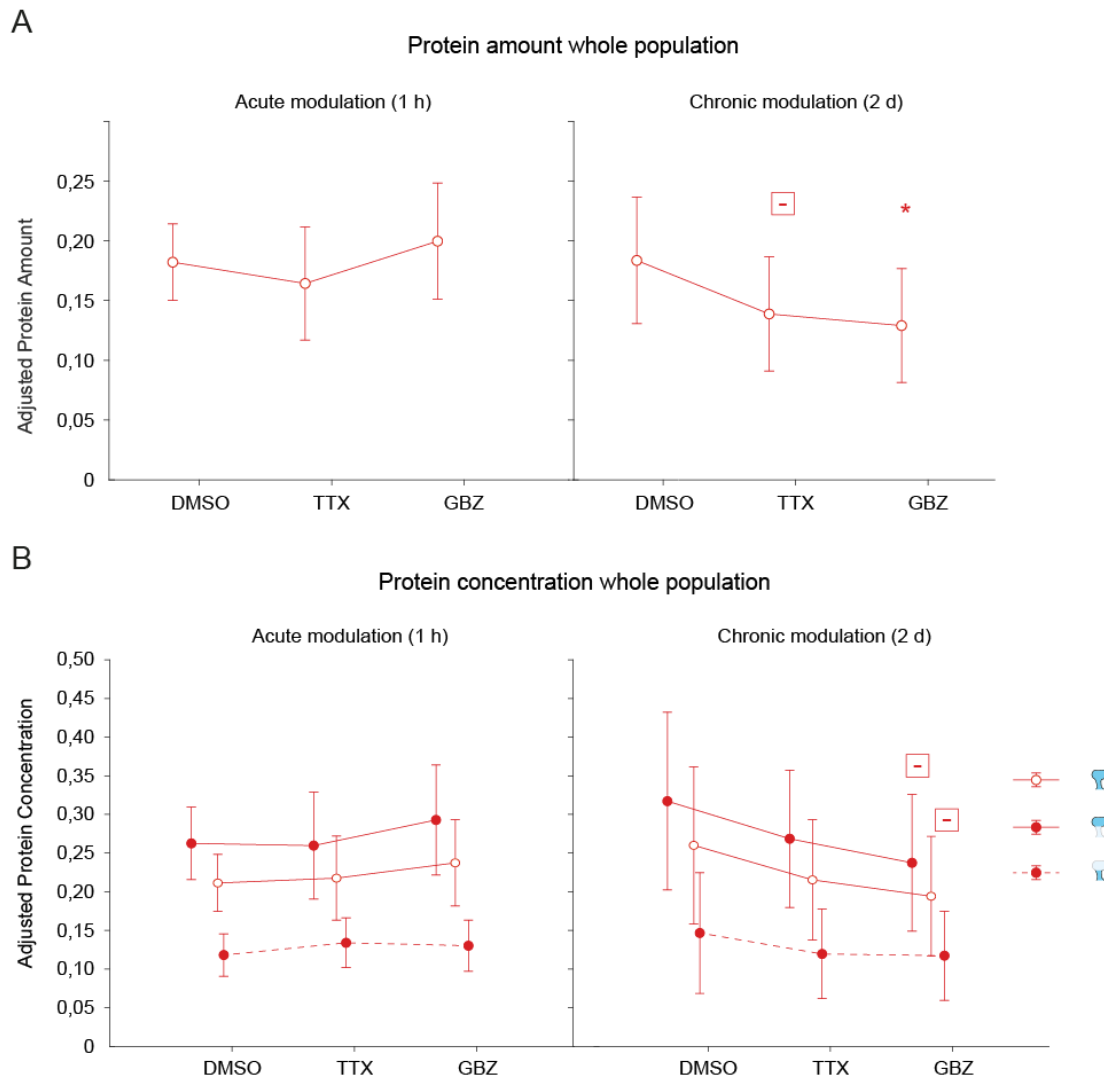 A
Protein amount whole population
Acute modulation (1 h)
Chronic modulation (2 d)
Adjusted Protein Amount
0,25
0,20
0,15
0,10
0,05
0
-
*
DMSO TTX GBZ
DMSO TTX GBZ
B
Protein concentration whole population
Acute modulation (1 h)
Chronic modulation (2 d)
Adjusted Protein Concentration
0,50
0,45
0,40
0,35
0,30
0,25
0,20
0,15
0,10
0,05
0
-
-
DMSO TTX GBZ
DMSO TTX GBZ